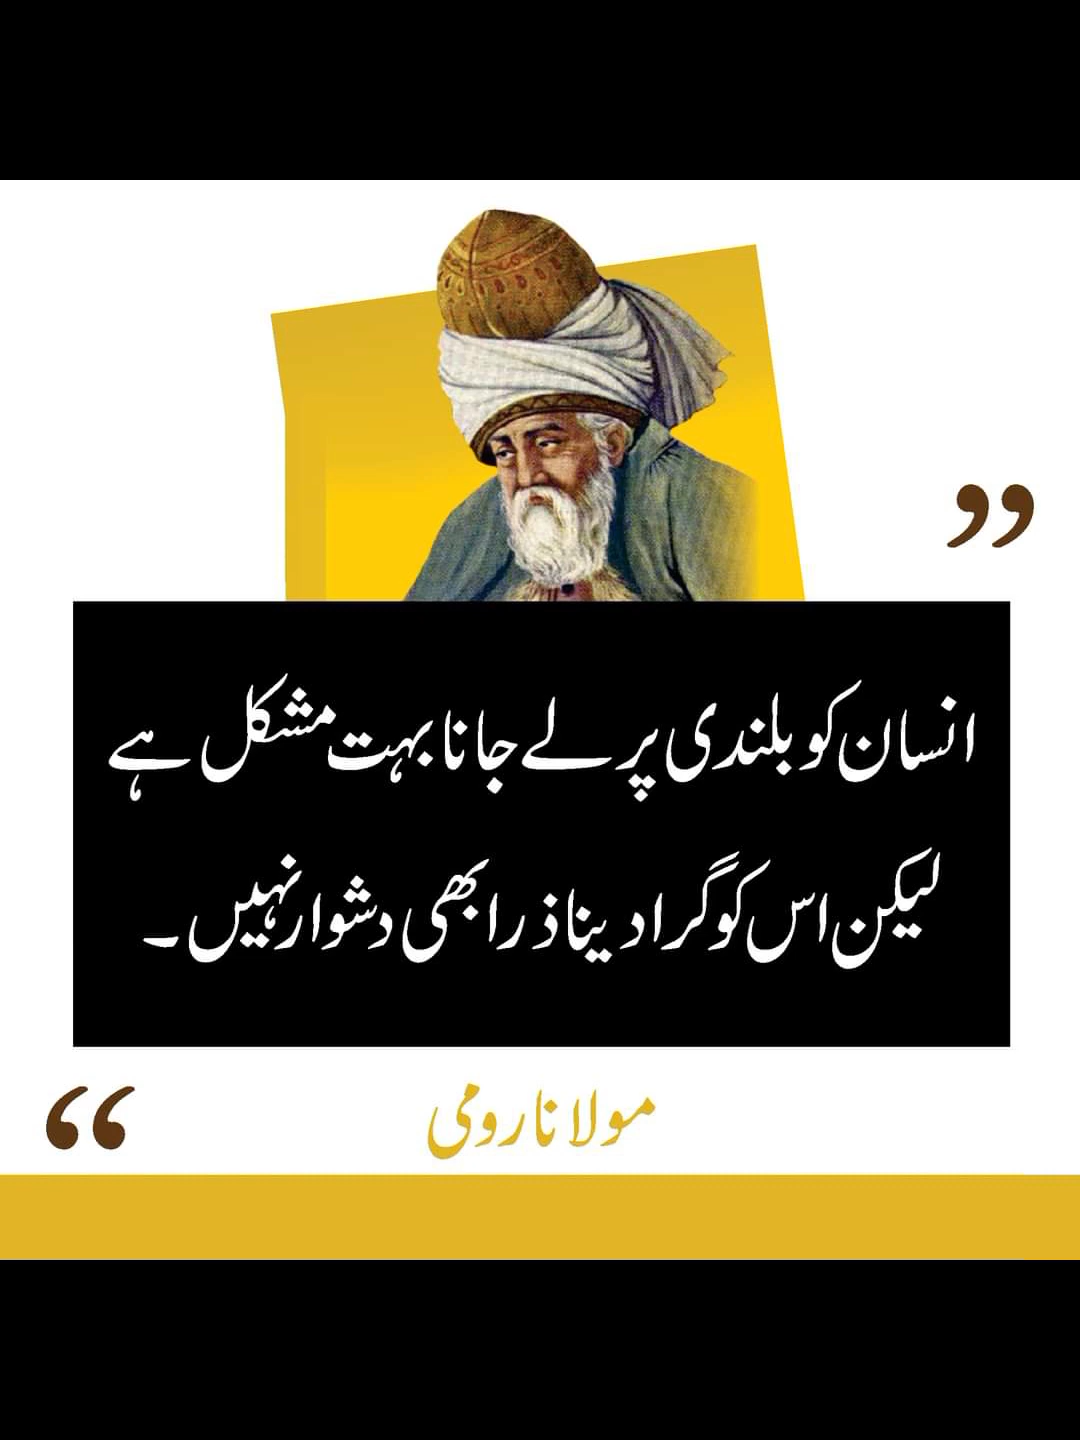 انسان کو بلندی پر لے جانا بہت مشکل ہے
لیکن اس کو گرا دینا ذرا بھی دشوار نہیں۔
مولانا رومی